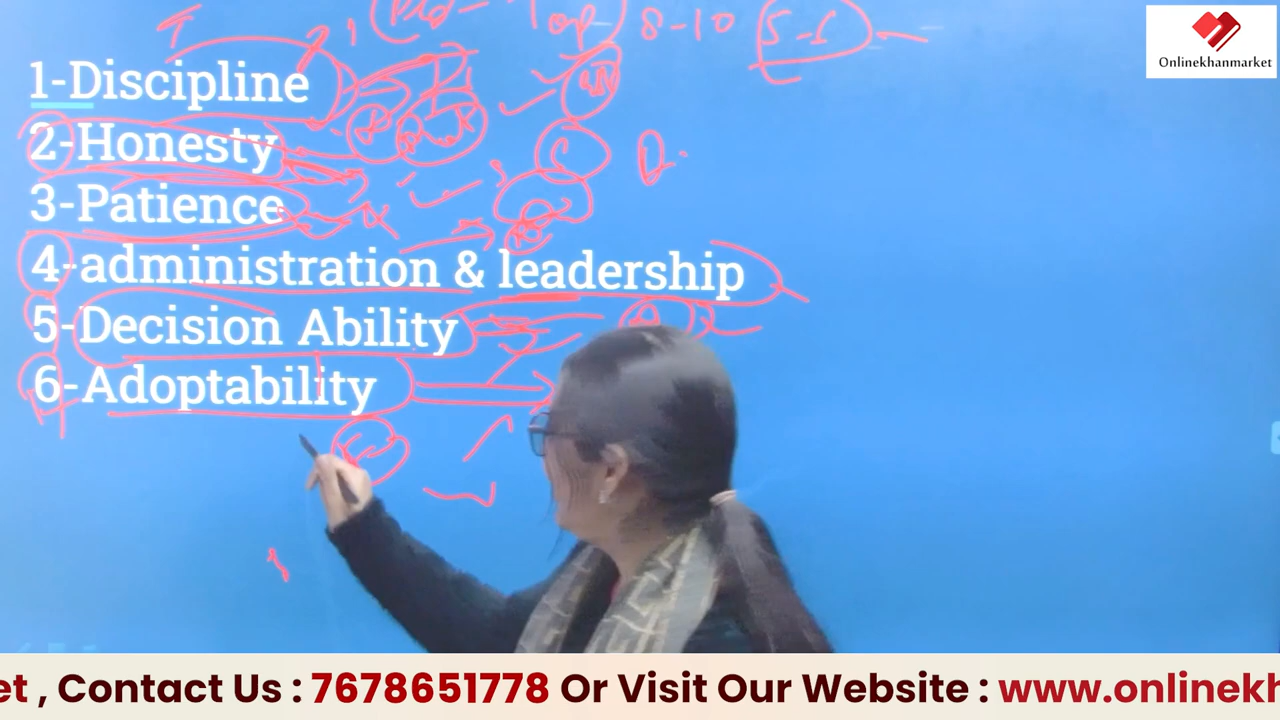 8-10
Onlinekhanmarket
1-Discipline
2-Honesty
3-Patience
4-administration & leadership
5-Decision Ability
6-Adoptability
et , Contact Us : 7678651778 Or Visit Our Website : www.onlinekh